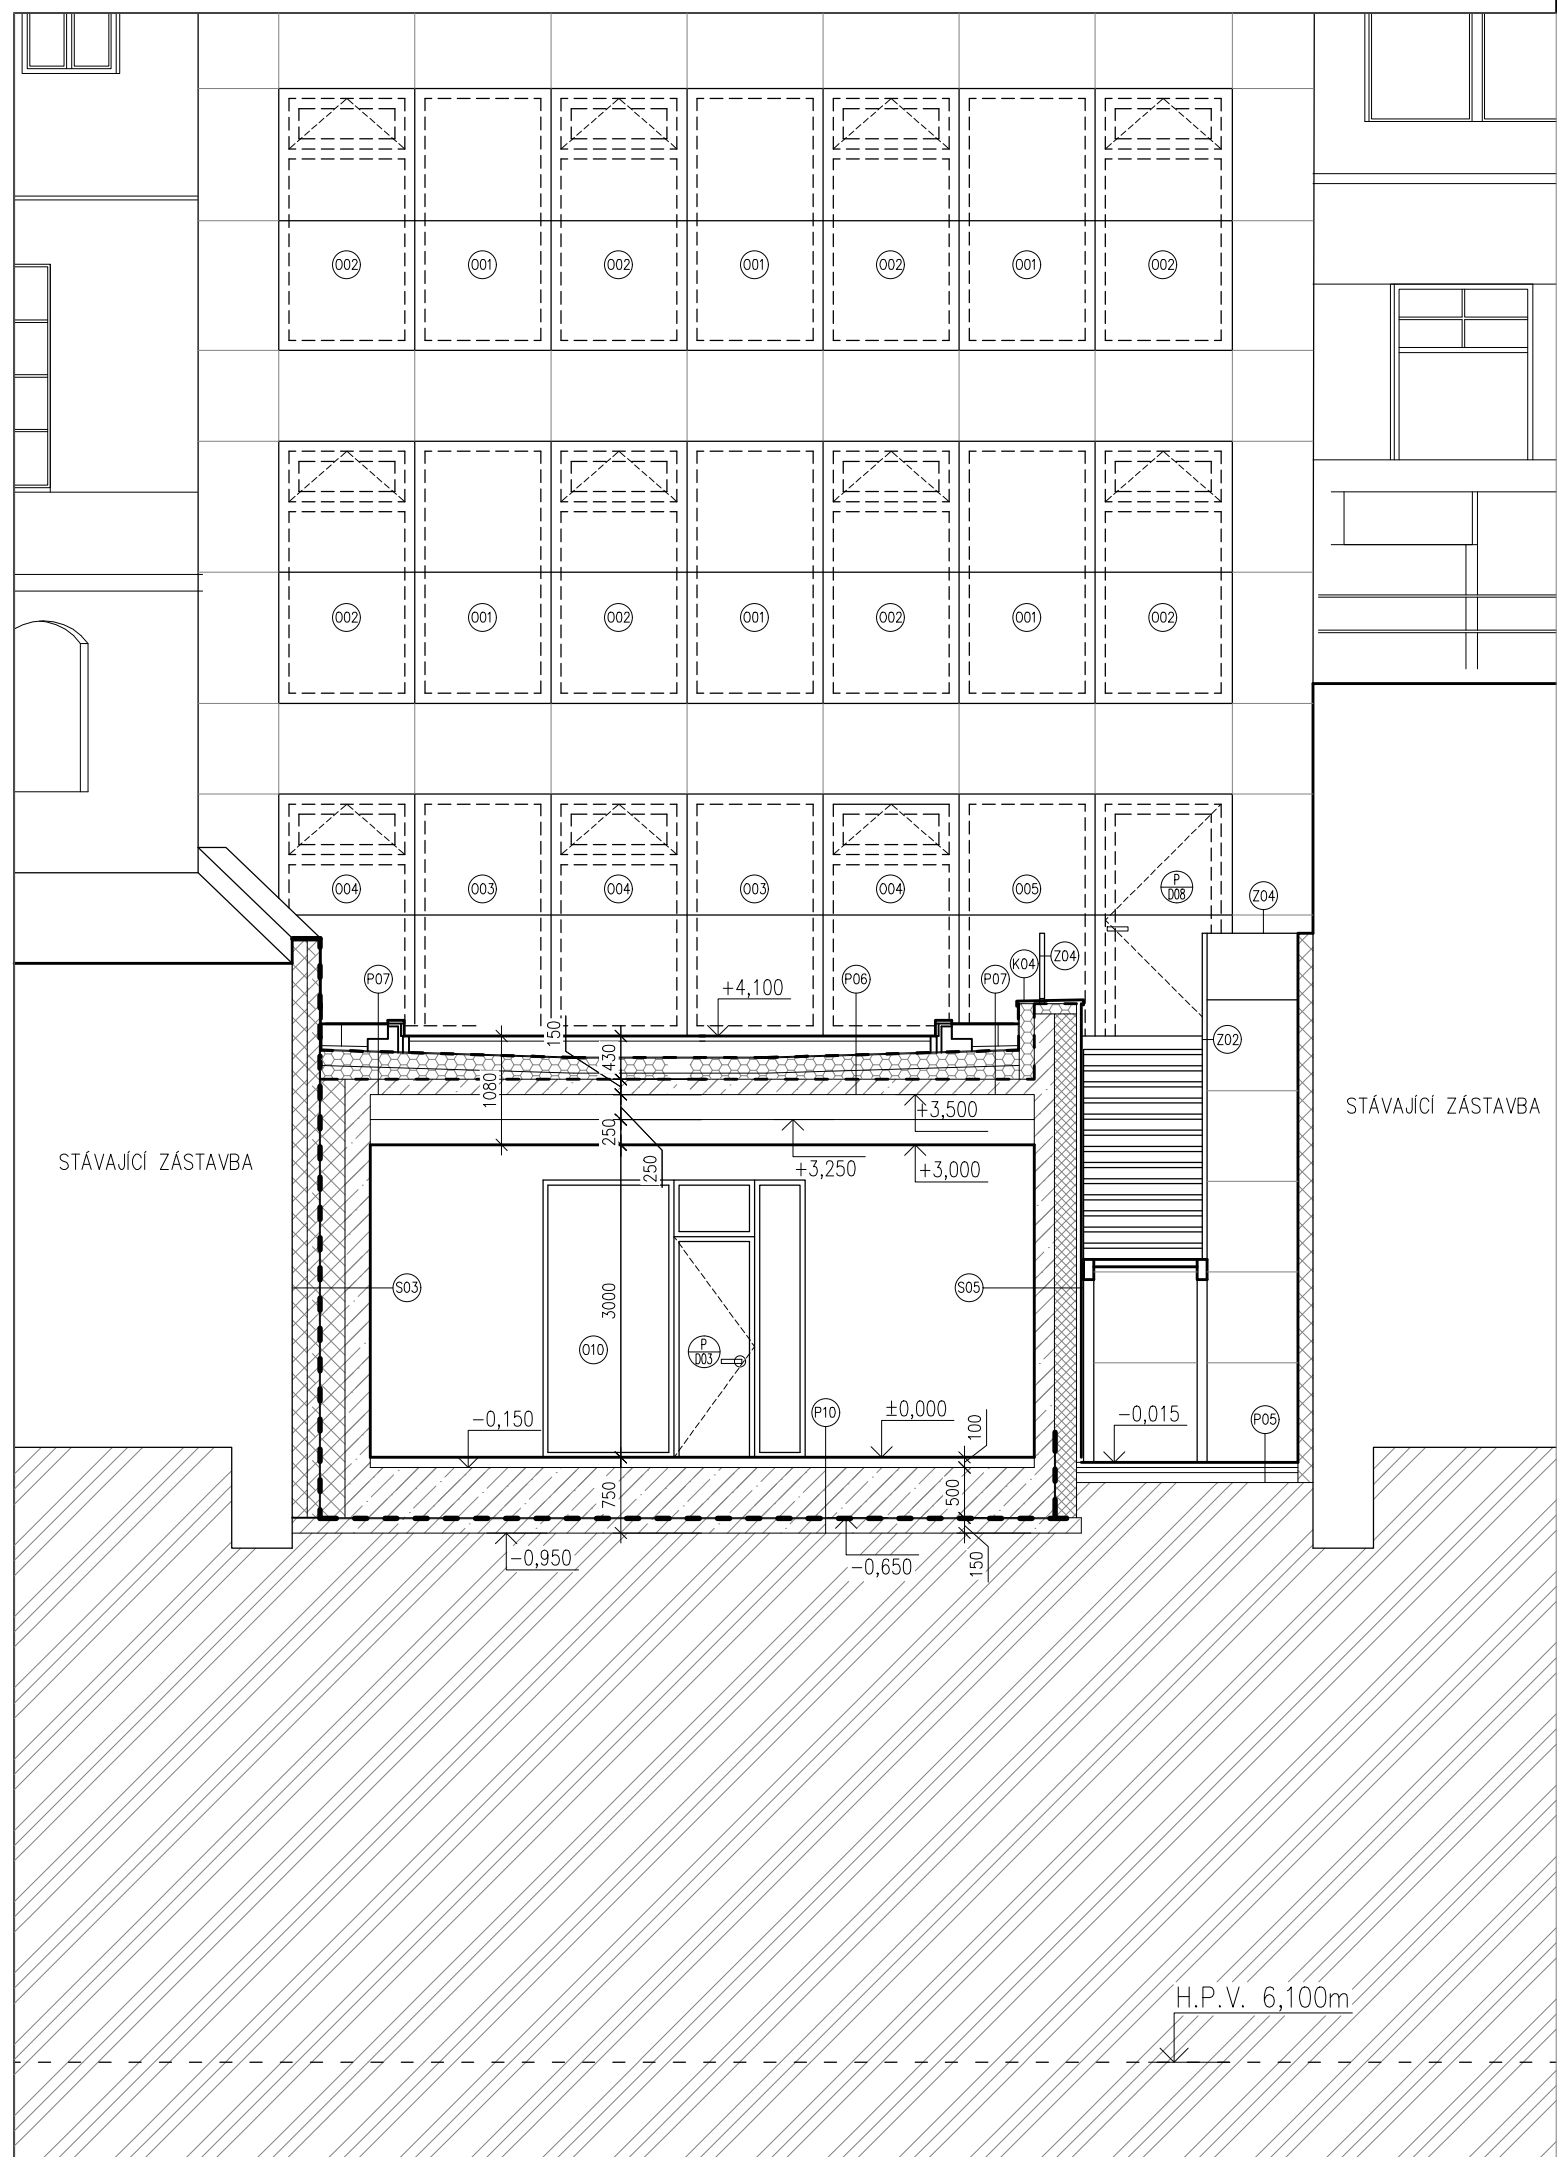 002 001 002 001 002 001 002
002 001 002 001 002 001 002
004 003 004 003 004 005 P D08 Z04
P07 P06 P07 K04 Z04
+4,100
150 430 1080
Z02
+3,500
STÁVAJÍCÍ ZÁSTAVBA
250
STÁVAJÍCÍ ZÁSTAVBA
250
+3,250 +3,000
S03 3000 S05
010 P D03
-0,150 P10 ±0,000 100 -0,015 P05
750 500
-0,950 -0,650 150
H.P.V. 6,100m